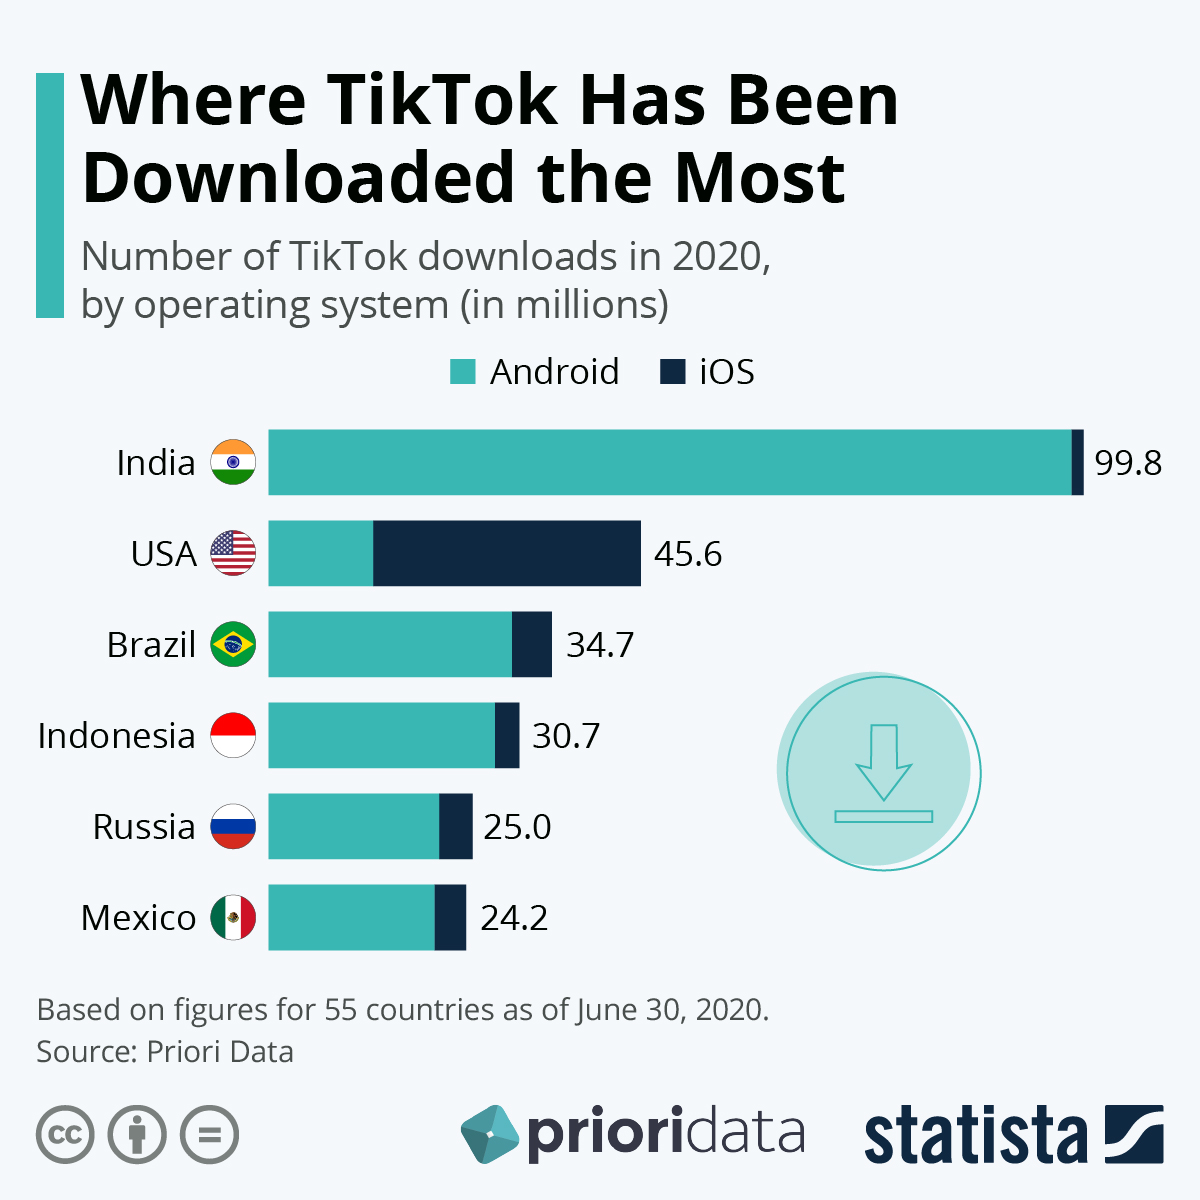 Where TikTok Has Been
Downloaded the Most
Number of TikTok downloads in 2020,
by operating system (in millions)
Android iOS
India 99.8
USA 45.6
Brazil 34.7
Indonesia 30.7
Russia 25.0
Mexico 24.2
Based on figures for 55 countries as of June 30, 2020.
Source: Priori Data
cc prioridata statista